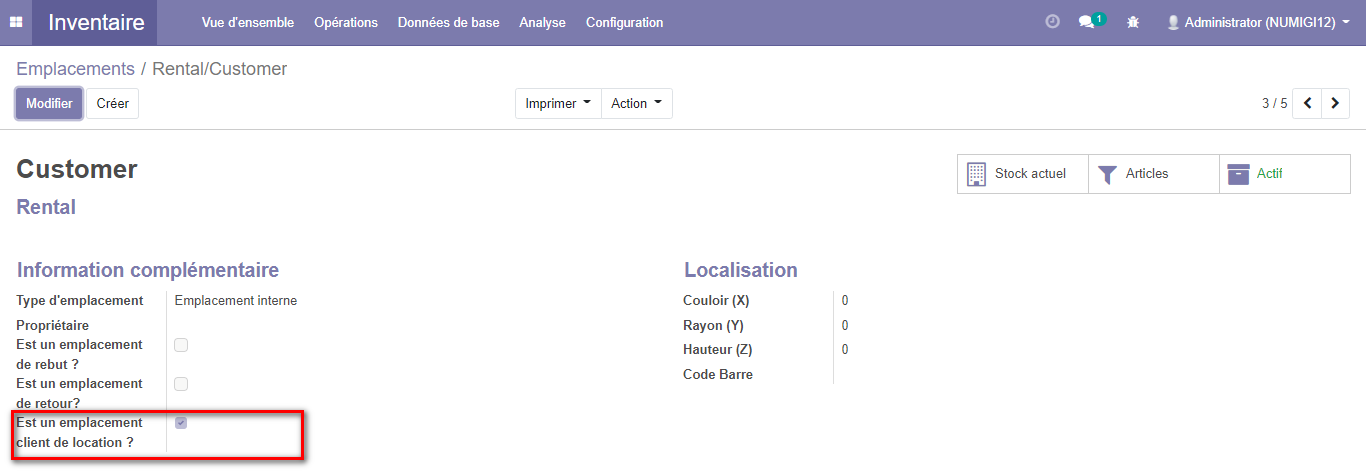 Inventaire Vue d'ensemble Opérations Données de base Analyse Configuration 1 Administrator (NUMIGI12)
Emplacements / Rental/Customer
Modifier Créer Imprimer Action 3 / 5
Customer
Stock actuel Articles Actif
Rental
Information complémentaire
Type d'emplacement Emplacement interne
Propriétaire
Est un emplacement
de rebut ?
Est un emplacement
de retour?
Est un emplacement
client de location ?
Localisation
Couloir (X) 0
Rayon (Y) 0
Hauteur (Z) 0
Code Barre